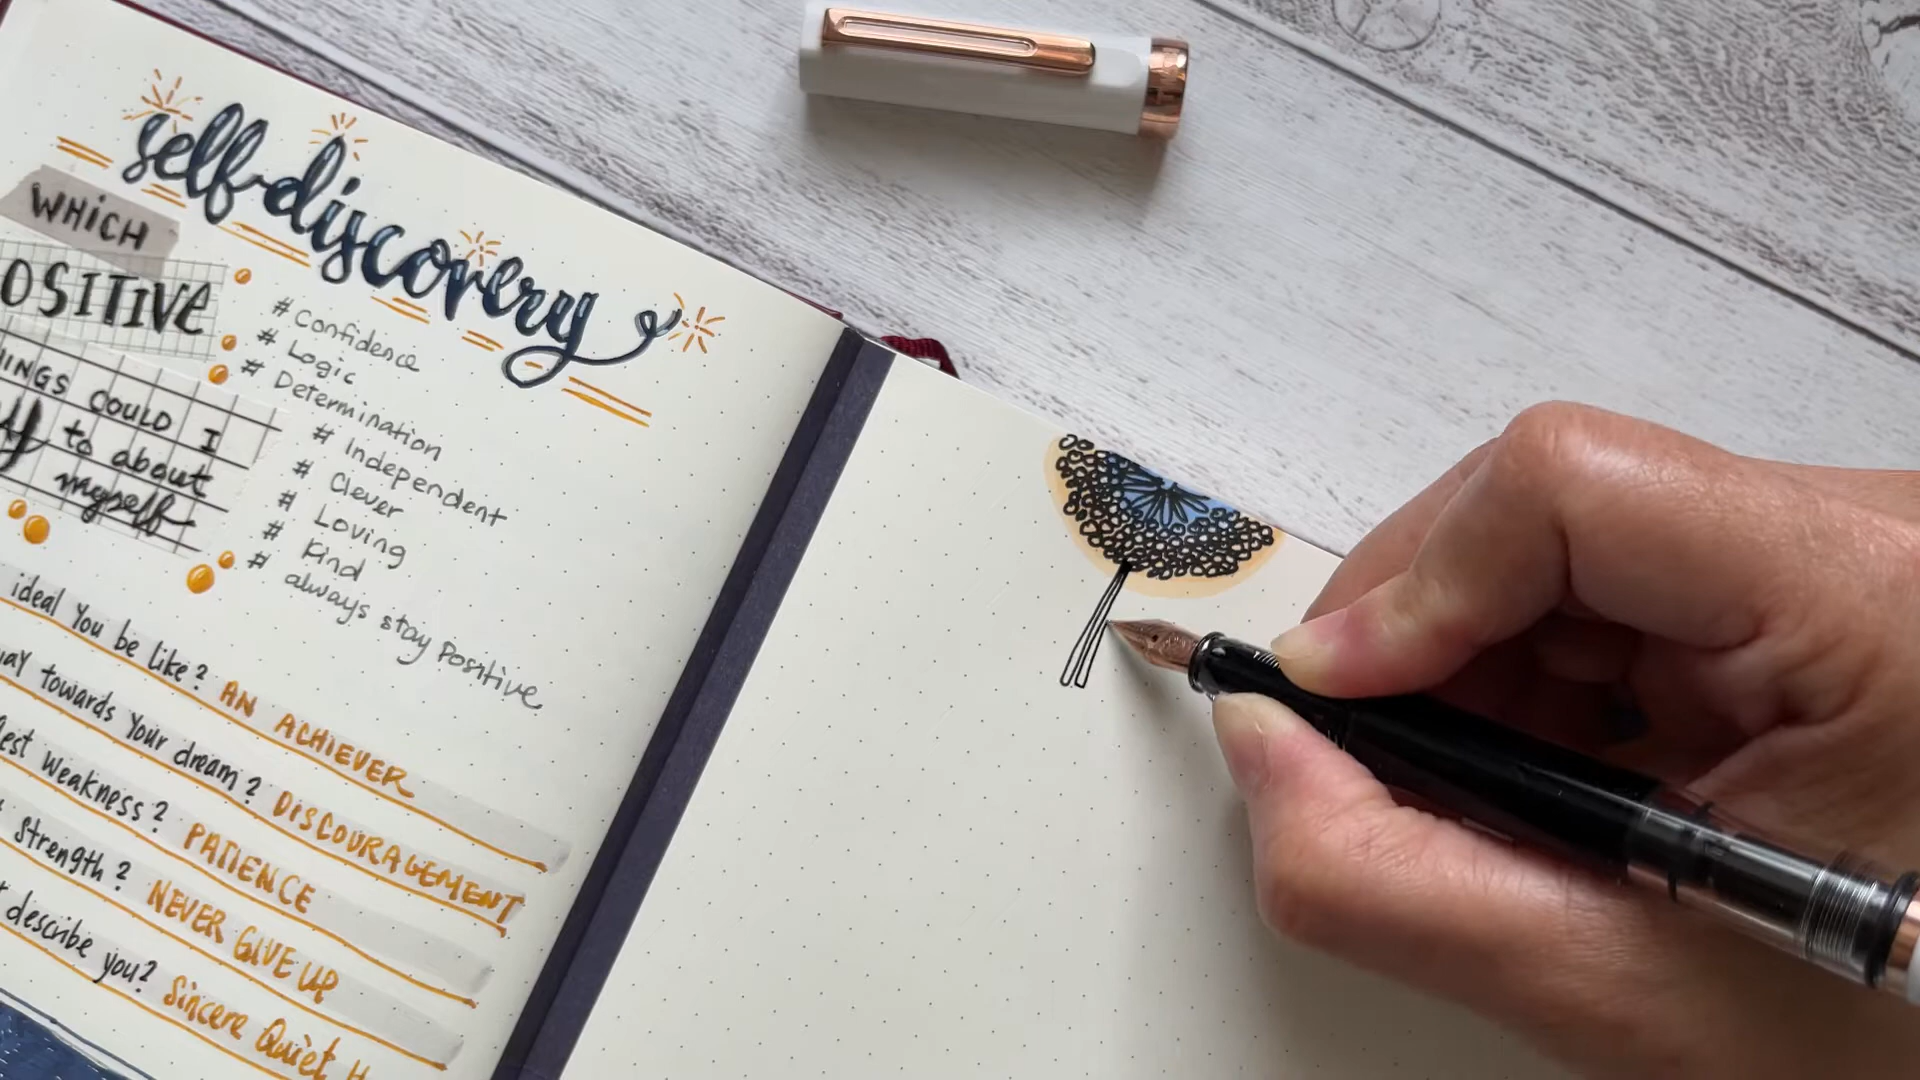 self-discovery
WHICH
OSITIVE
INGS COULD I
to about
myself
# Confidence
# Logic
# Determination
# Independent
# Clever
# Loving
# Kind
# always stay positive
ideal You be like? AN ACHIEVER
towards Your dream? DISCOURAGEMENT
Weakness? PATIENCE
Strength? NEVER GIVE UP
describe you? Sincere Quiet H